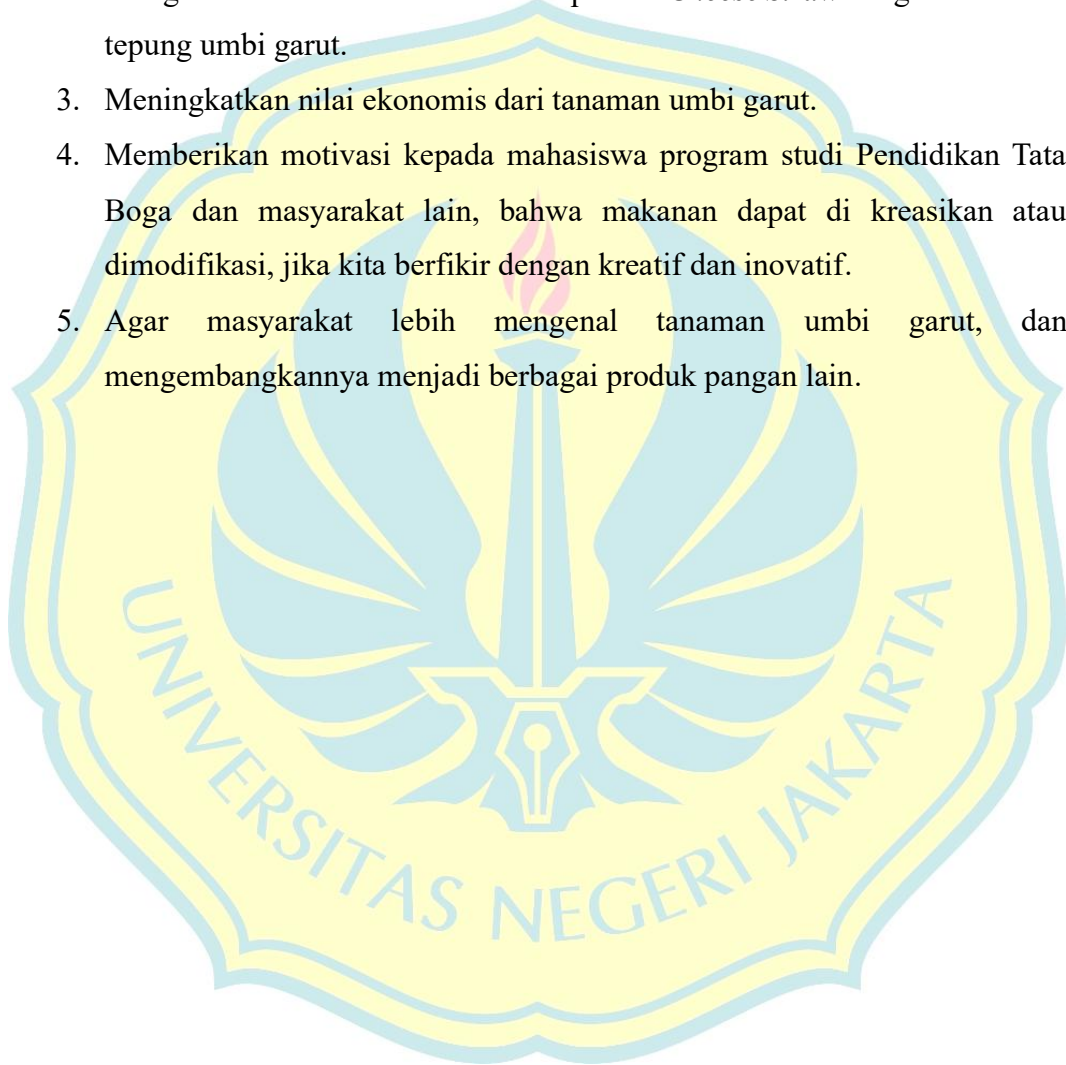 tepung umbi garut.
3. Meningkatkan nilai ekonomis dari tanaman umbi garut.
4. Memberikan motivasi kepada mahasiswa program studi Pendidikan Tata
Boga dan masyarakat lain, bahwa makanan dapat di kreasikan atau
dimodifikasi, jika kita berfikir dengan kreatif dan inovatif.
5. Agar masyarakat lebih mengenal tanaman umbi garut, dan
mengembangkannya menjadi berbagai produk pangan lain.
UNIVERSITAS NEGERI JAKARTA